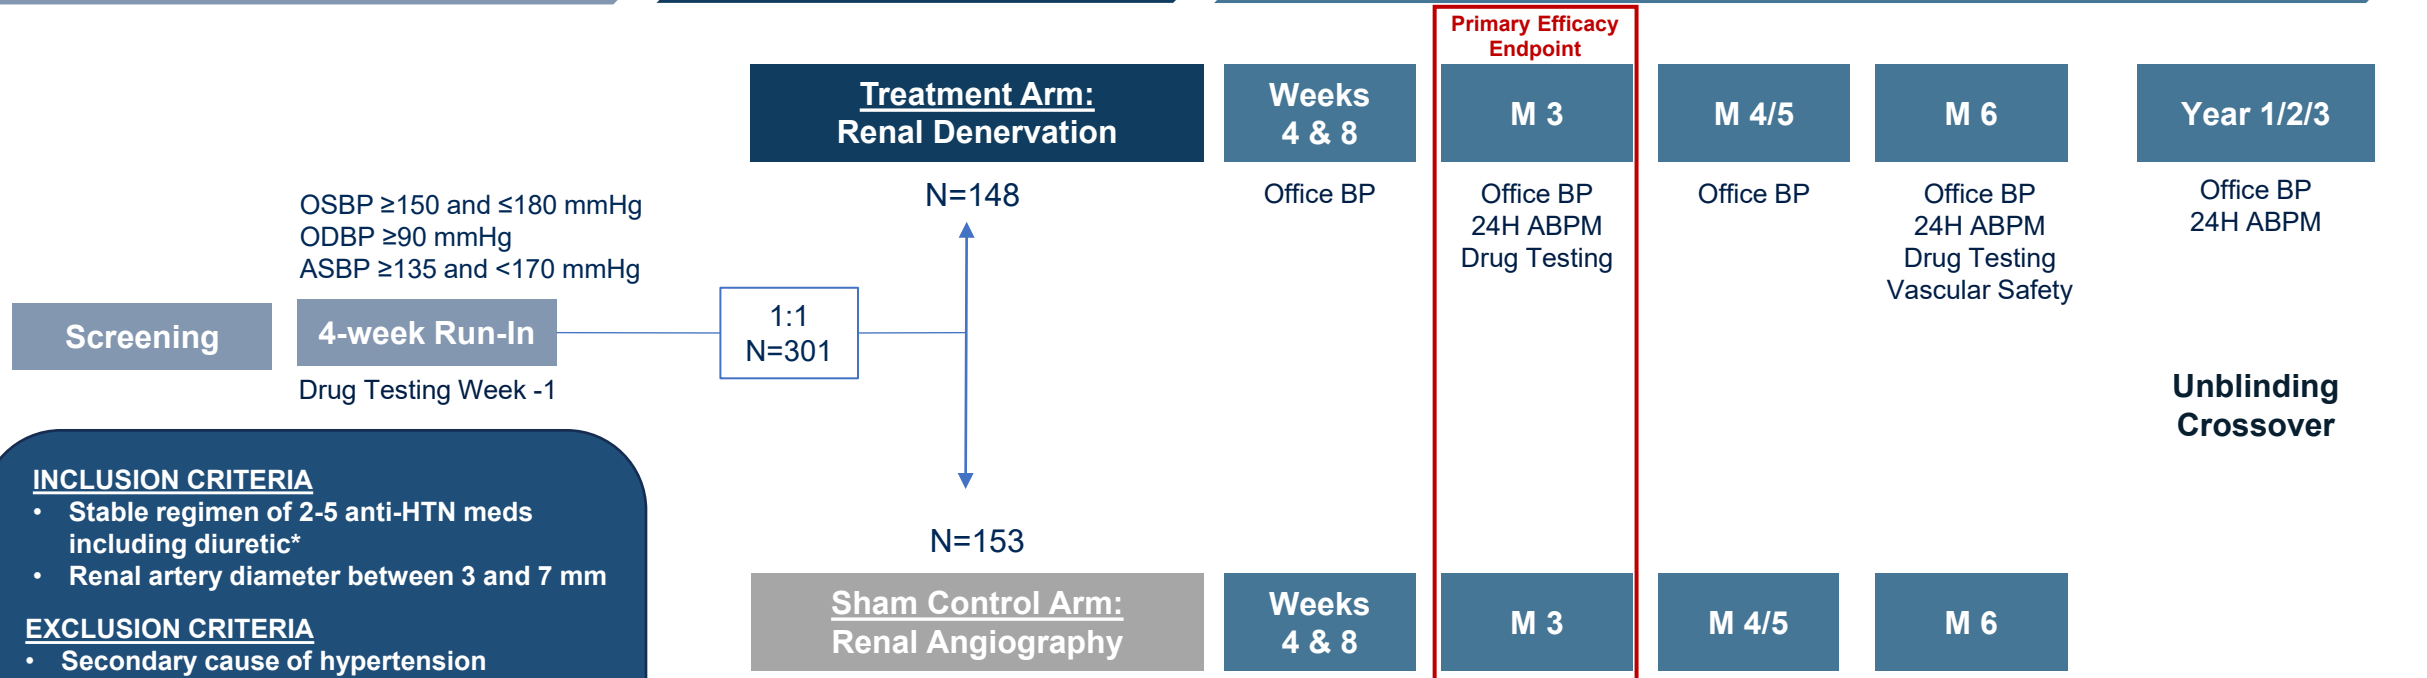 Primary Efficacy
Endpoint
Treatment Arm:
Renal Denervation
Weeks
4 & 8
M 3
M 4/5
M 6
Year 1/2/3
N=148
Office BP
Office BP
24H ABPM
Drug Testing
Office BP
Office BP
24H ABPM
Drug Testing
Vascular Safety
Office BP
24H ABPM
OSBP ≥150 and ≤180 mmHg
ODBP ≥90 mmHg
ASBP ≥135 and <170 mmHg
Screening
4-week Run-In
Drug Testing Week -1
1:1
N=301
Unblinding
Crossover
INCLUSION CRITERIA
• Stable regimen of 2-5 anti-HTN meds
including diuretic*
• Renal artery diameter between 3 and 7 mm
EXCLUSION CRITERIA
• Secondary cause of hypertension
N=153
Sham Control Arm:
Renal Angiography
Weeks
4 & 8
M 3
M 4/5
M 6